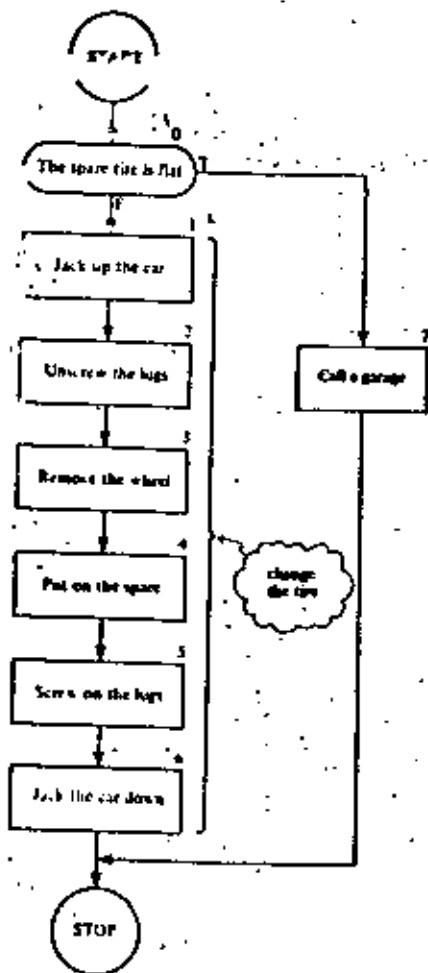 START
0
The spare tire is flat
T
F
1
Jack up the car
2
Unscrew the lugs
7
Call a garage
3
Remove the wheel
4
Put on the spare
change
the tire
5
Screw on the lugs
6
Jack the car down
STOP